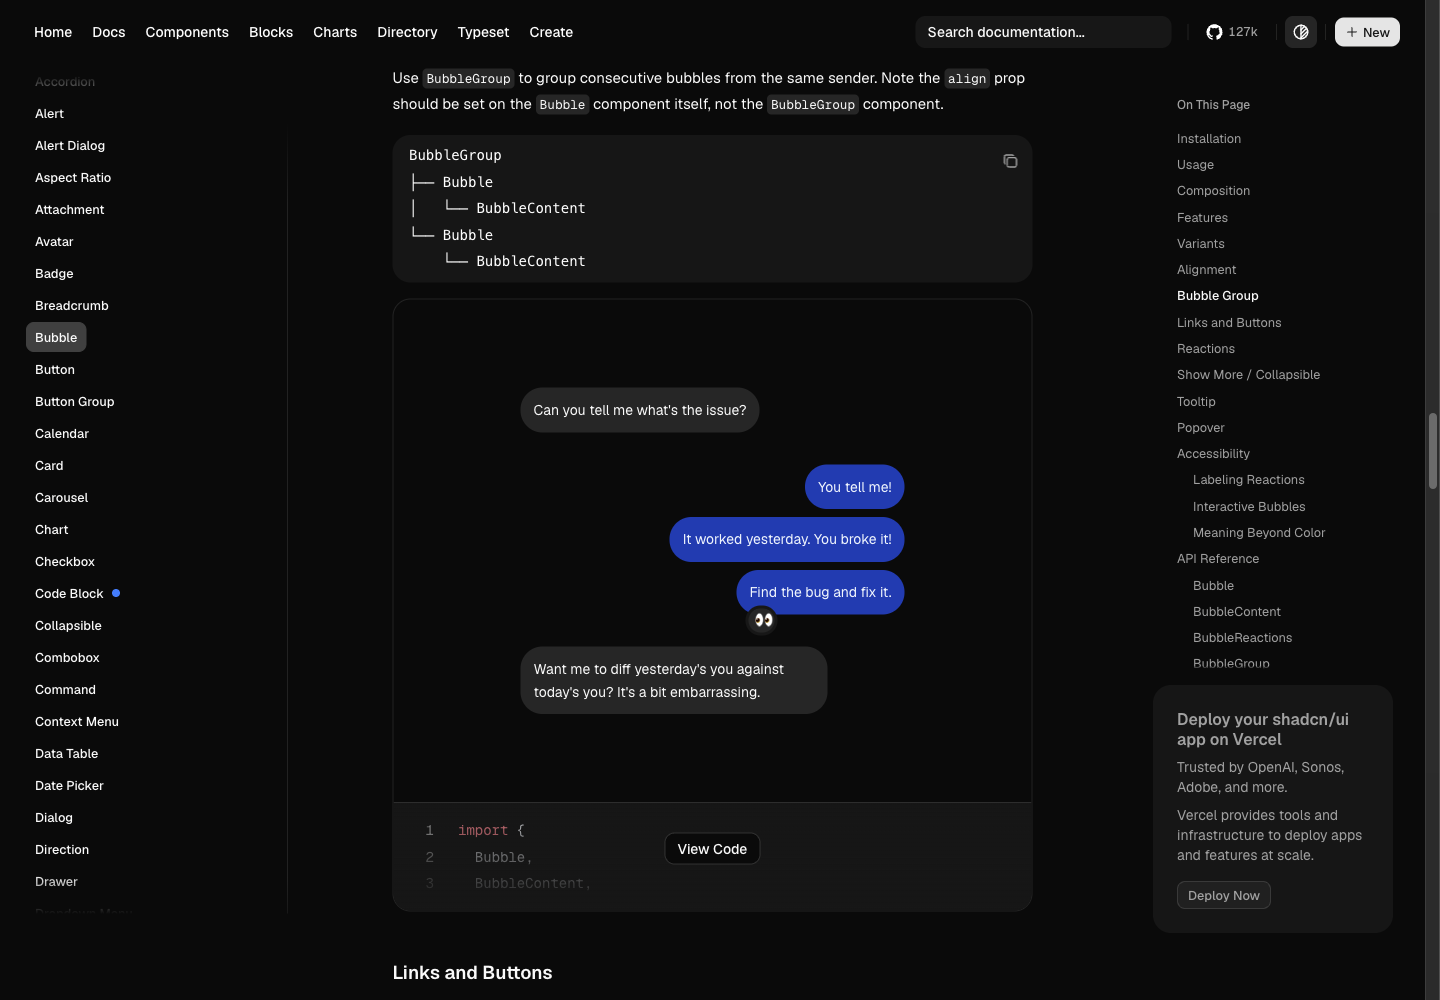 Home Docs Components Blocks Charts Directory Typeset Create
Search documentation...
127k
New
Accordion
Alert
Alert Dialog
Aspect Ratio
Attachment
Avatar
Badge
Breadcrumb
Bubble
Button
Button Group
Calendar
Card
Carousel
Chart
Checkbox
Code Block
Collapsible
Combobox
Command
Context Menu
Data Table
Date Picker
Dialog
Direction
Drawer
Dropdown Menu
Use BubbleGroup to group consecutive bubbles from the same sender. Note the align prop
should be set on the Bubble component itself, not the BubbleGroup component.
BubbleGroup
├── Bubble
│   └── BubbleContent
└── Bubble
    └── BubbleContent
Can you tell me what's the issue?
You tell me!
It worked yesterday. You broke it!
Find the bug and fix it.
👀
Want me to diff yesterday's you against
today's you? It's a bit embarrassing.
1 import {
2 Bubble,
3 BubbleContent,
View Code
Links and Buttons
On This Page
Installation
Usage
Composition
Features
Variants
Alignment
Bubble Group
Links and Buttons
Reactions
Show More / Collapsible
Tooltip
Popover
Accessibility
Labeling Reactions
Interactive Bubbles
Meaning Beyond Color
API Reference
Bubble
BubbleContent
BubbleReactions
BubbleGroup
Deploy your shadcn/ui
app on Vercel
Trusted by OpenAI, Sonos,
Adobe, and more.
Vercel provides tools and
infrastructure to deploy apps
and features at scale.
Deploy Now